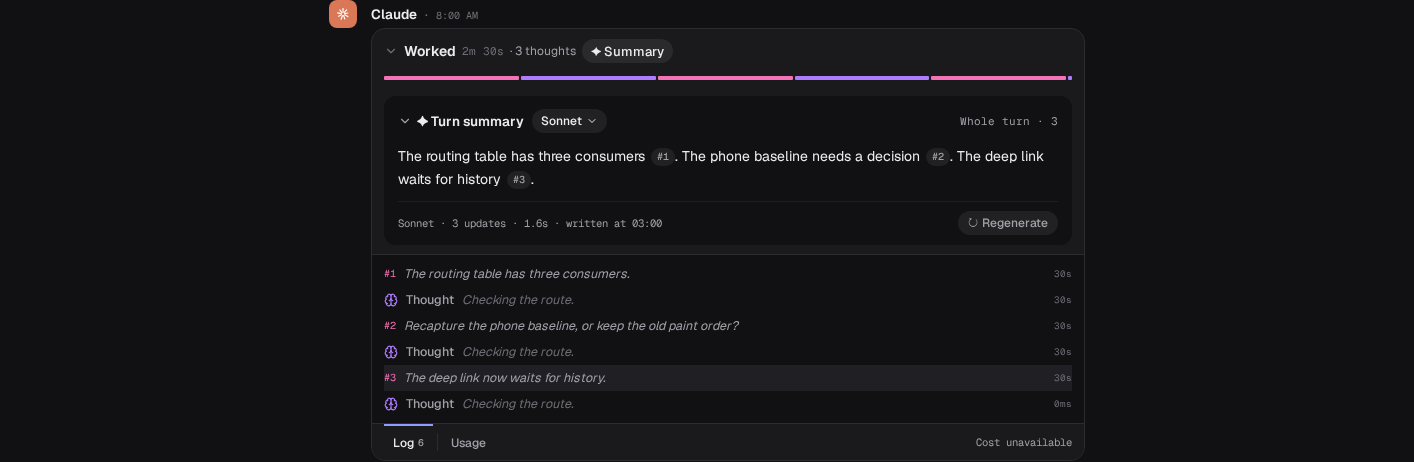 Claude · 8:00 AM
Worked 2m 30s · 3 thoughts Summary
Turn summary Sonnet Whole turn · 3
The routing table has three consumers #1. The phone baseline needs a decision #2. The deep link
waits for history #3.
Sonnet · 3 updates · 1.6s · written at 03:00 Regenerate
#1 The routing table has three consumers. 30s
Thought Checking the route. 30s
#2 Recapture the phone baseline, or keep the old paint order? 30s
Thought Checking the route. 30s
#3 The deep link now waits for history. 30s
Thought Checking the route. 0ms
Log 6 Usage Cost unavailable